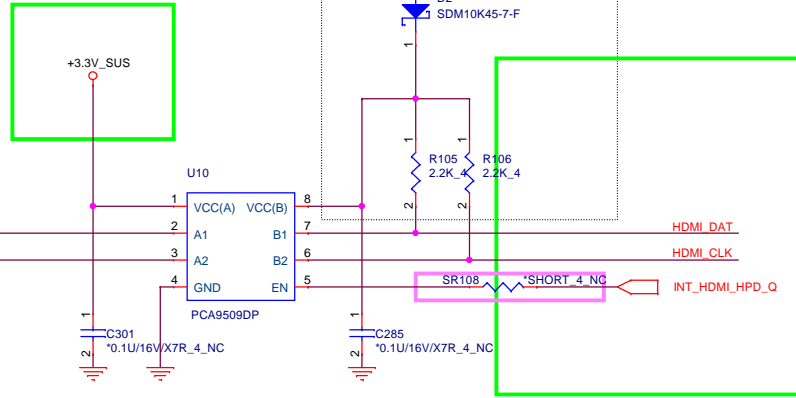 D2
SDM10K45-7-F
1
+3.3V_SUS
1
1
R105
R106
2.2K_4
2.2K_4
2
2
U10
1
VCC(A)
VCC(B)
8
2
A1
B1
7
HDMI_DAT
3
A2
B2
6
HDMI_CLK
4
GND
EN
5
SR108
*SHORT_4_NC
INT_HDMI_HPD_Q
PCA9509DP
1
C301
2
*0.1U/16V/X7R_4_NC
1
C285
2
*0.1U/16V/X7R_4_NC